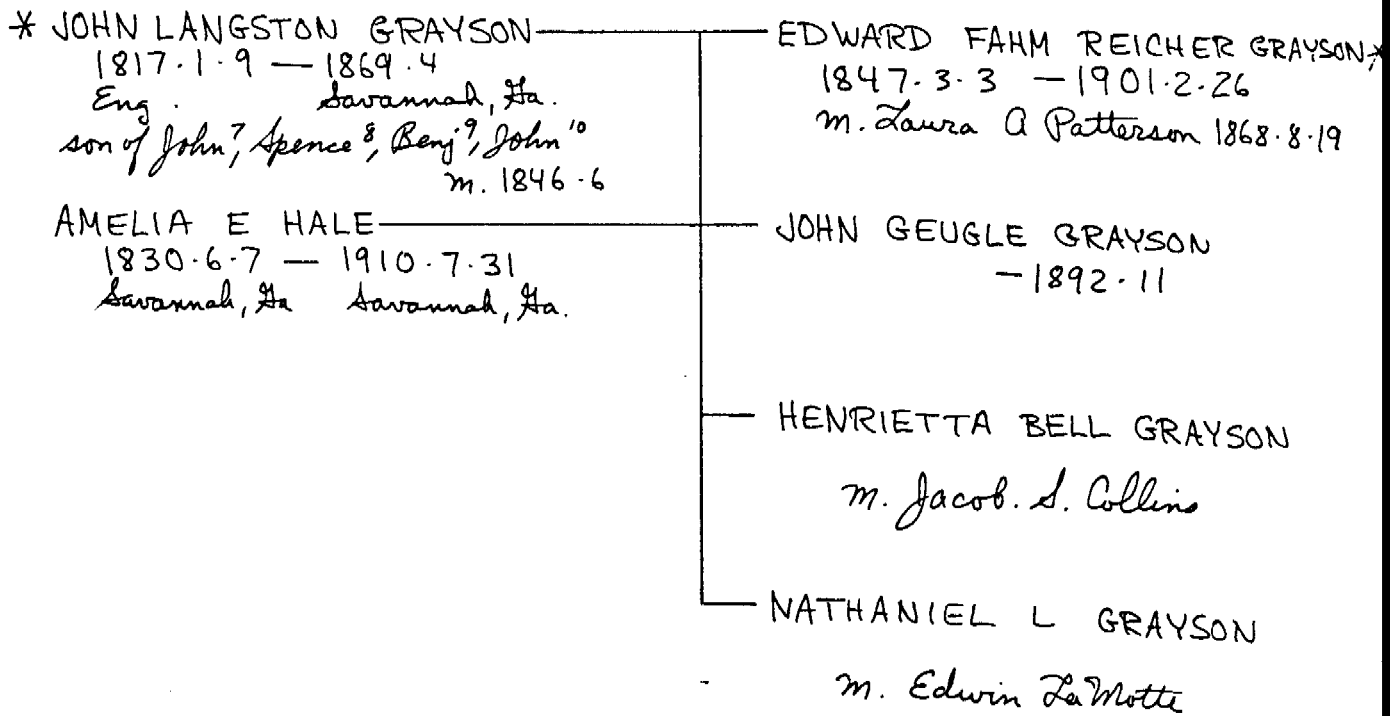 * JOHN LANGSTON GRAYSON
1817.1.9 — 1869.4
Eng. Savannah, Ga.
son of John⁷, Spence⁸, Benj⁹, John¹⁰
m. 1846.6
AMELIA E HALE
1830.6.7 — 1910.7.31
Savannah, Ga Savannah, Ga.
EDWARD FAHM REICHER GRAYSON *
1847.3.3 — 1901.2.26
m. Laura A Patterson 1868.8.19
JOHN GEUGLE GRAYSON
— 1892.11
HENRIETTA BELL GRAYSON
m. Jacob. S. Collins
NATHANIEL L GRAYSON
m. Edwin LaMotte